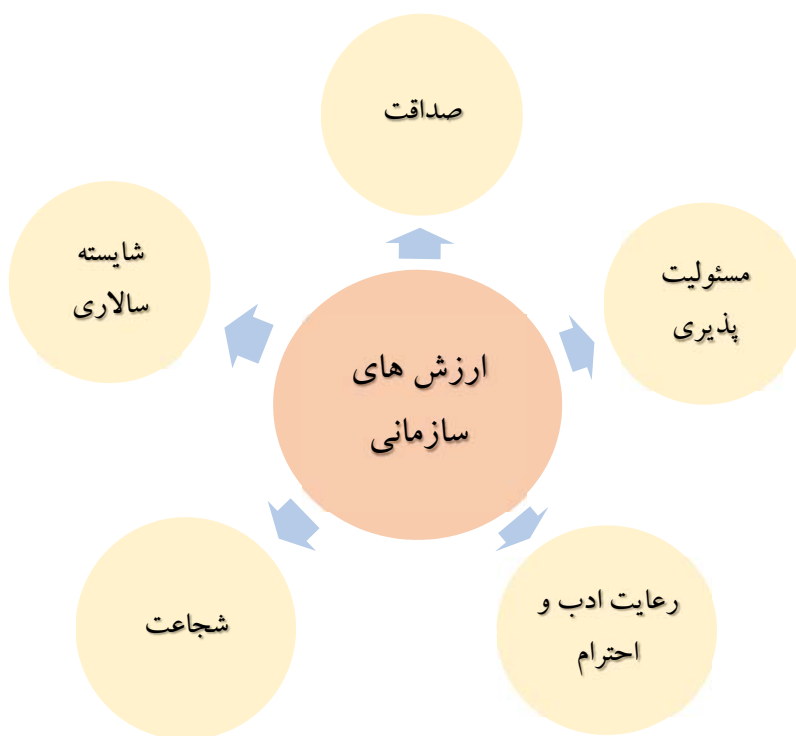 صداقت
مسئولیت
پذیری
شایسته
سالاری
ارزش های
سازمانی
رعایت ادب و
احترام
شجاعت